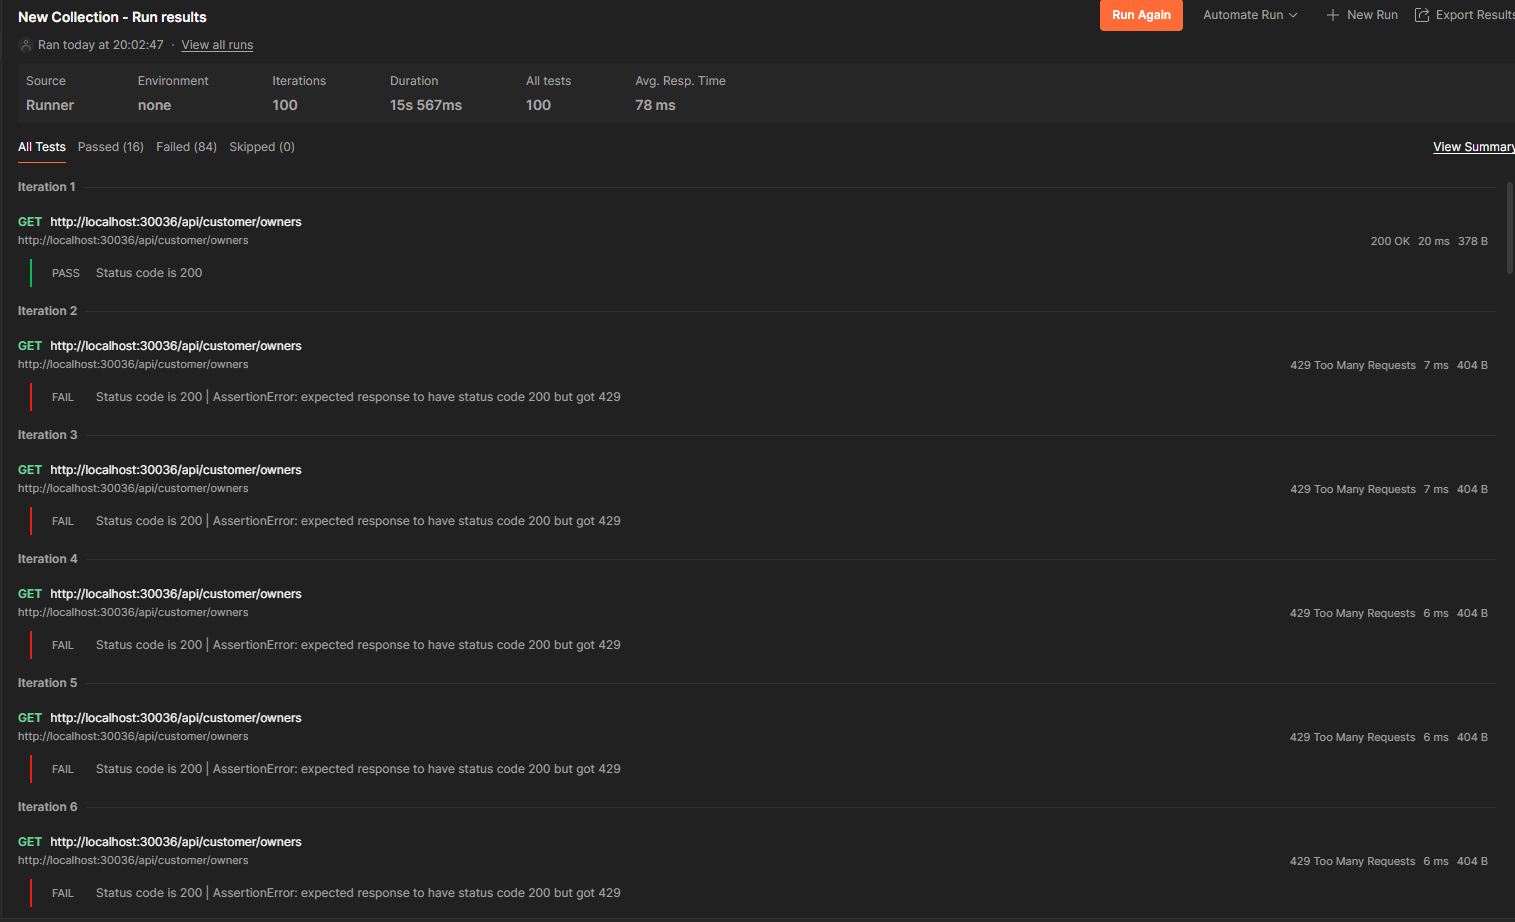 New Collection - Run results
Run Again Automate Run New Run Export Results
Ran today at 20:02:47 · View all runs
Source Environment Iterations Duration All tests Avg. Resp. Time
Runner none 100 15s 567ms 100 78 ms
All Tests Passed (16) Failed (84) Skipped (0) View Summary
Iteration 1
GET http://localhost:30036/api/customer/owners
http://localhost:30036/api/customer/owners 200 OK 20 ms 378 B
PASS Status code is 200
Iteration 2
GET http://localhost:30036/api/customer/owners
http://localhost:30036/api/customer/owners 429 Too Many Requests 7 ms 404 B
FAIL Status code is 200 | AssertionError: expected response to have status code 200 but got 429
Iteration 3
GET http://localhost:30036/api/customer/owners
http://localhost:30036/api/customer/owners 429 Too Many Requests 7 ms 404 B
FAIL Status code is 200 | AssertionError: expected response to have status code 200 but got 429
Iteration 4
GET http://localhost:30036/api/customer/owners
http://localhost:30036/api/customer/owners 429 Too Many Requests 6 ms 404 B
FAIL Status code is 200 | AssertionError: expected response to have status code 200 but got 429
Iteration 5
GET http://localhost:30036/api/customer/owners
http://localhost:30036/api/customer/owners 429 Too Many Requests 6 ms 404 B
FAIL Status code is 200 | AssertionError: expected response to have status code 200 but got 429
Iteration 6
GET http://localhost:30036/api/customer/owners
http://localhost:30036/api/customer/owners 429 Too Many Requests 6 ms 404 B
FAIL Status code is 200 | AssertionError: expected response to have status code 200 but got 429